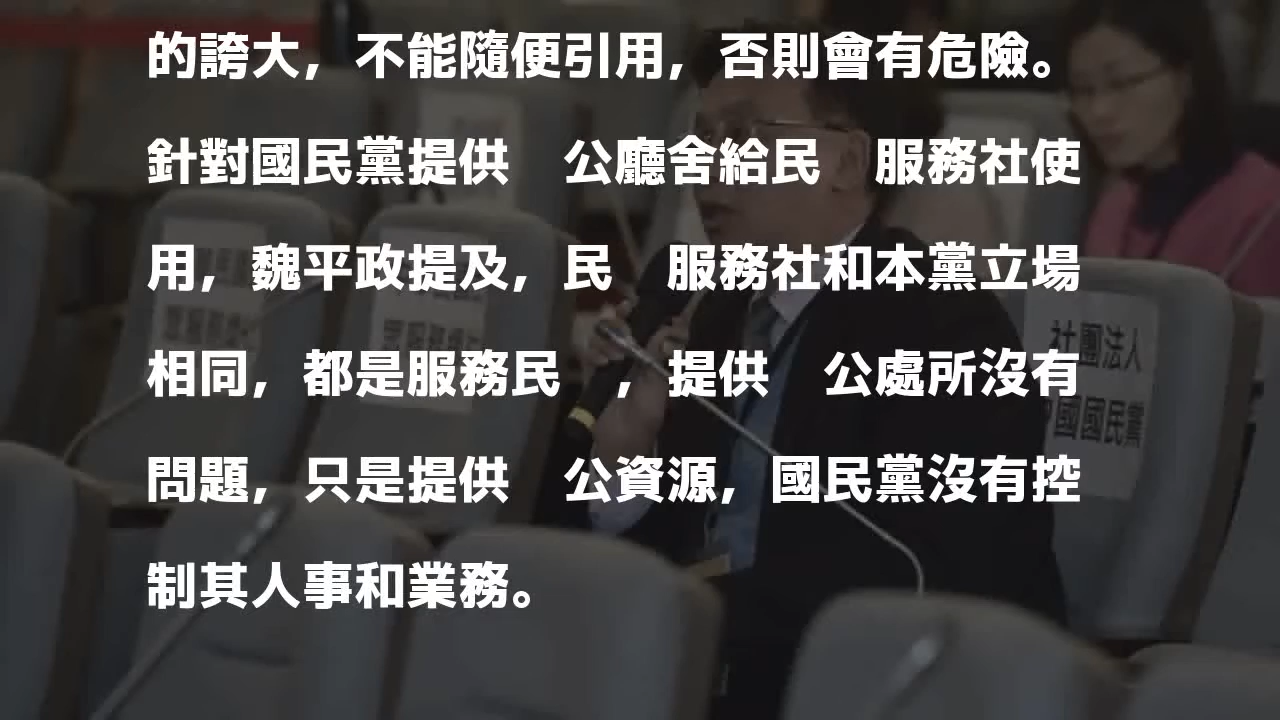 的誇大，不能隨便引用，否則會有危險。
針對國民黨提供　公廳舍給民　服務社使
用，魏平政提及，民　服務社和本黨立場
相同，都是服務民　，提供　公處所沒有
問題，只是提供　公資源，國民黨沒有控
制其人事和業務。
社團法人
國國民黨